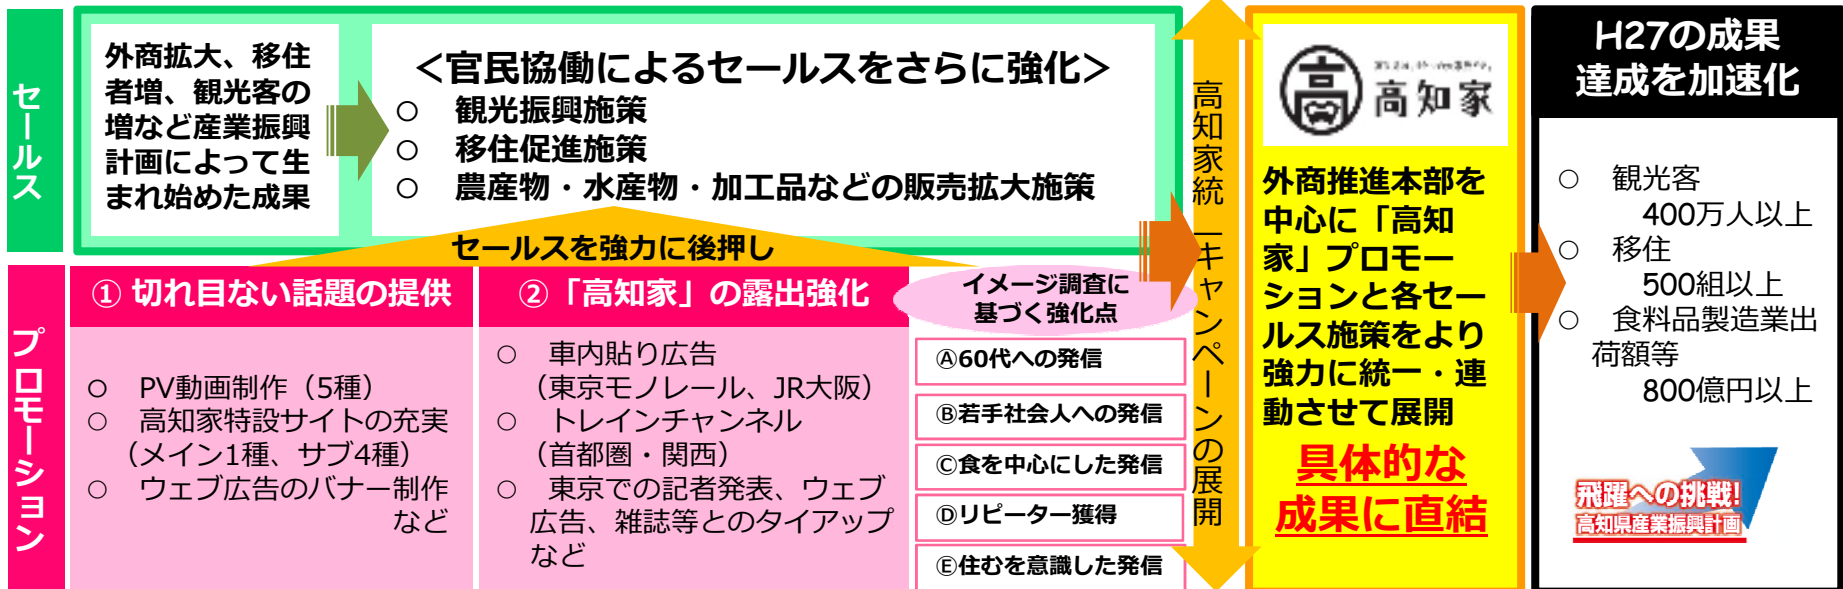 セールス
外商拡大、移住
者増、観光客の
増など産業振興
計画によって生
まれ始めた成果
＜官民協働によるセールスをさらに強化＞
○ 観光振興施策
○ 移住促進施策
○ 農産物・水産物・加工品などの販売拡大施策
セールスを強力に後押し
プロモーション
① 切れ目ない話題の提供
○ PV動画制作（5種）
○ 高知家特設サイトの充実
（メイン1種、サブ4種）
○ ウェブ広告のバナー制作
など
②「高知家」の露出強化
○ 車内貼り広告
（東京モノレール、JR大阪）
○ トレインチャンネル
（首都圏・関西）
○ 東京での記者発表、ウェブ
広告、雑誌等とのタイアップ
など
イメージ調査に
基づく強化点
Ⓐ60代への発信
Ⓑ若手社会人への発信
Ⓒ食を中心にした発信
Ⓓリピーター獲得
Ⓔ住むを意識した発信
高知家統一キャンペーンの展開
高
高知家
外商推進本部を
中心に「高知
家」プロモー
ションと各セー
ルス施策をより
強力に統一・連
動させて展開
具体的な
成果に直結
H27の成果
達成を加速化
○ 観光客
400万人以上
○ 移住
500組以上
○ 食料品製造業出
荷額等
800億円以上
飛躍への挑戦!
高知県産業振興計画